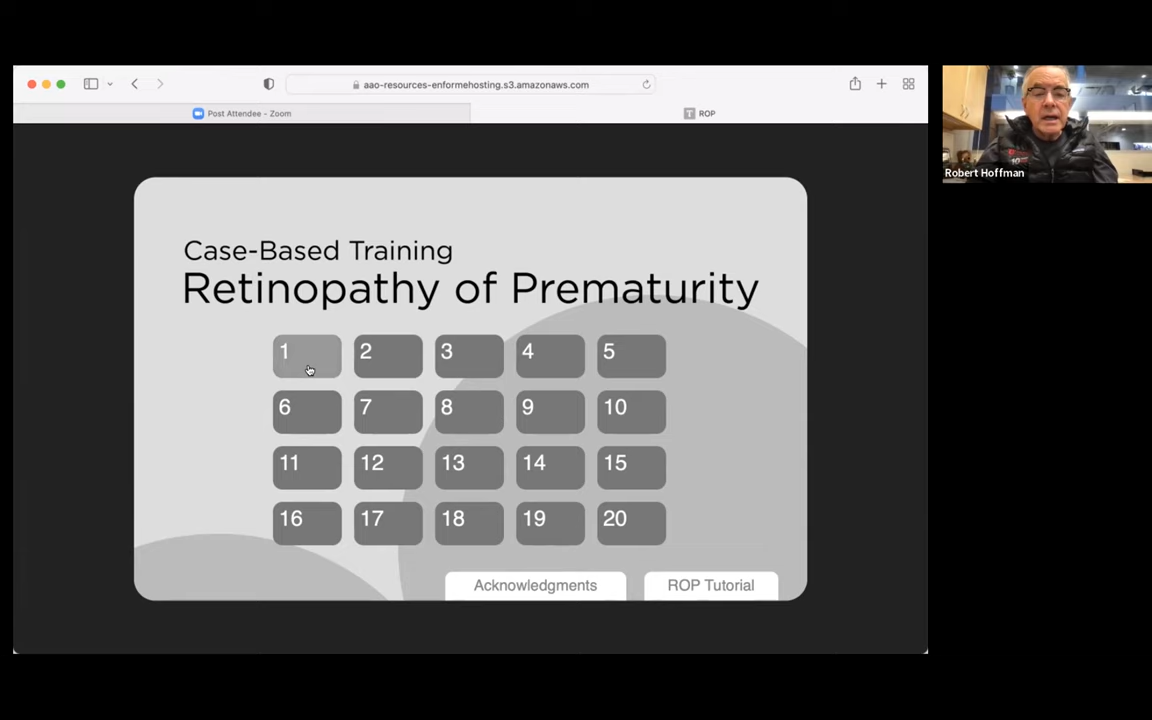 aao-resources-enformehosting.s3.amazonaws.com
Post Attendee - Zoom
T ROP
Case-Based Training
Retinopathy of Prematurity
1 2 3 4 5
6 7 8 9 10
11 12 13 14 15
16 17 18 19 20
Acknowledgments ROP Tutorial
10
Robert Hoffman